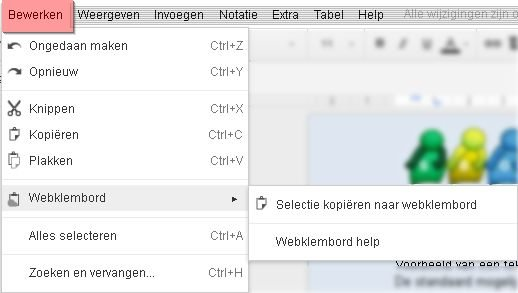 Bewerken Weergeven Invoegen Notatie Extra Tabel Help Alle wijzigingen zijn o
Ongedaan maken Ctrl+Z
Opnieuw Ctrl+Y
Knippen Ctrl+X
Kopiëren Ctrl+C
Plakken Ctrl+V
Webklembord
Selectie kopiëren naar webklembord
Alles selecteren Ctrl+A
Webklembord help
Zoeken en vervangen... Ctrl+H
Voorbeeld van een tek
De standaard mogelij